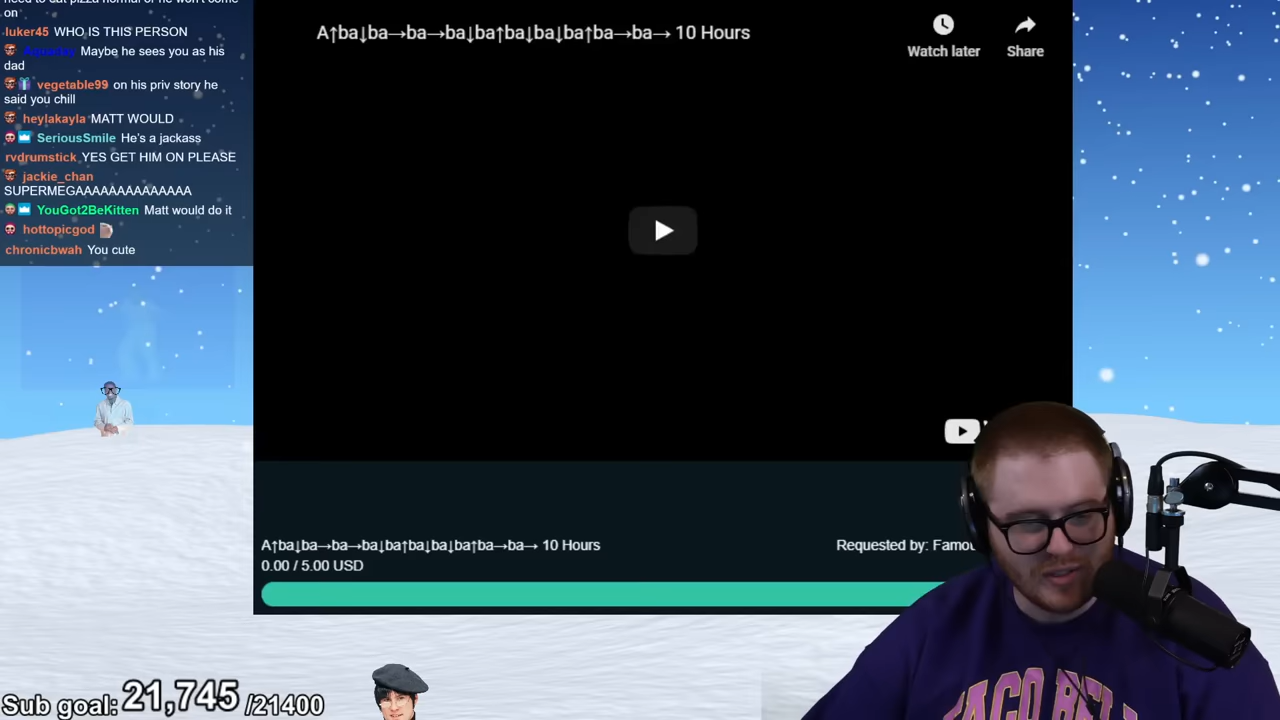 need to eat pizza normal or he won't come
on
luker45 WHO IS THIS PERSON
Maybe he sees you as his
dad
vegetable99 on his priv story he
said you chill
heylakayla MATT WOULD
SeriousSmile He's a jackass
rvdrumstick YES GET HIM ON PLEASE
jackie_chan
SUPERMEGAAAAAAAAAAAAAA
YouGot2BeKitten Matt would do it
hottopicgod
chronicbwah You cute
A↑ba↓ba→ba→ba↓ba↑ba↓ba↓ba↑ba→ba→ 10 Hours
Watch later
Share
A↑ba↓ba→ba→ba↓ba↑ba↓ba↓ba↑ba→ba→ 10 Hours
Requested by: Famou
0.00 / 5.00 USD
Sub goal: 21,745 /21400
TACO BELL